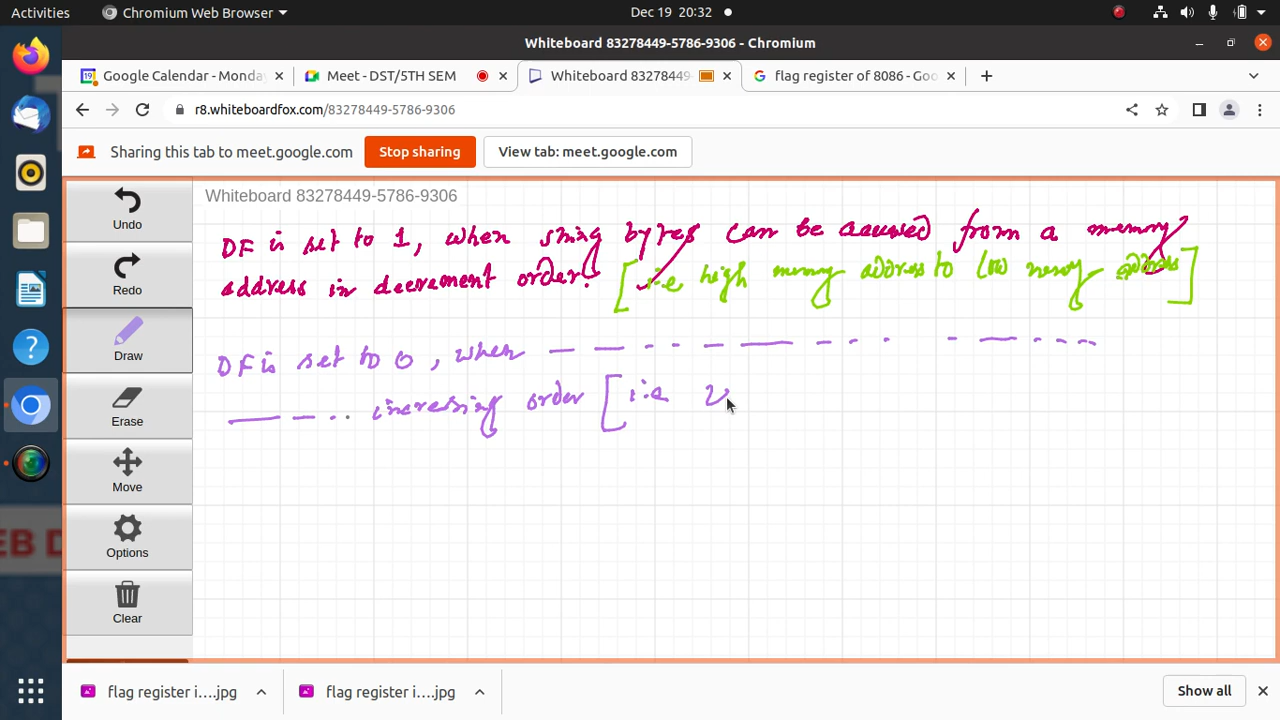 Activities
Chromium Web Browser
Dec 19 20:32
Whiteboard 83278449-5786-9306 - Chromium
Google Calendar - Monday
Meet - DST/5TH SEM
Whiteboard 83278449
flag register of 8086 - Goo
r8.whiteboardfox.com/83278449-5786-9306
Sharing this tab to meet.google.com
Stop sharing
View tab: meet.google.com
Whiteboard 83278449-5786-9306
Undo
Redo
Draw
Erase
Move
Options
Clear
DF is set to 1, when string bytes can be accessed from a memory
address in decrement order. [i.e high memory address to low memory address]
DF is set to 0, when — — - - — — - - - - — - - -
— — - - increasing order [i.e
flag register i....jpg
flag register i....jpg
Show all